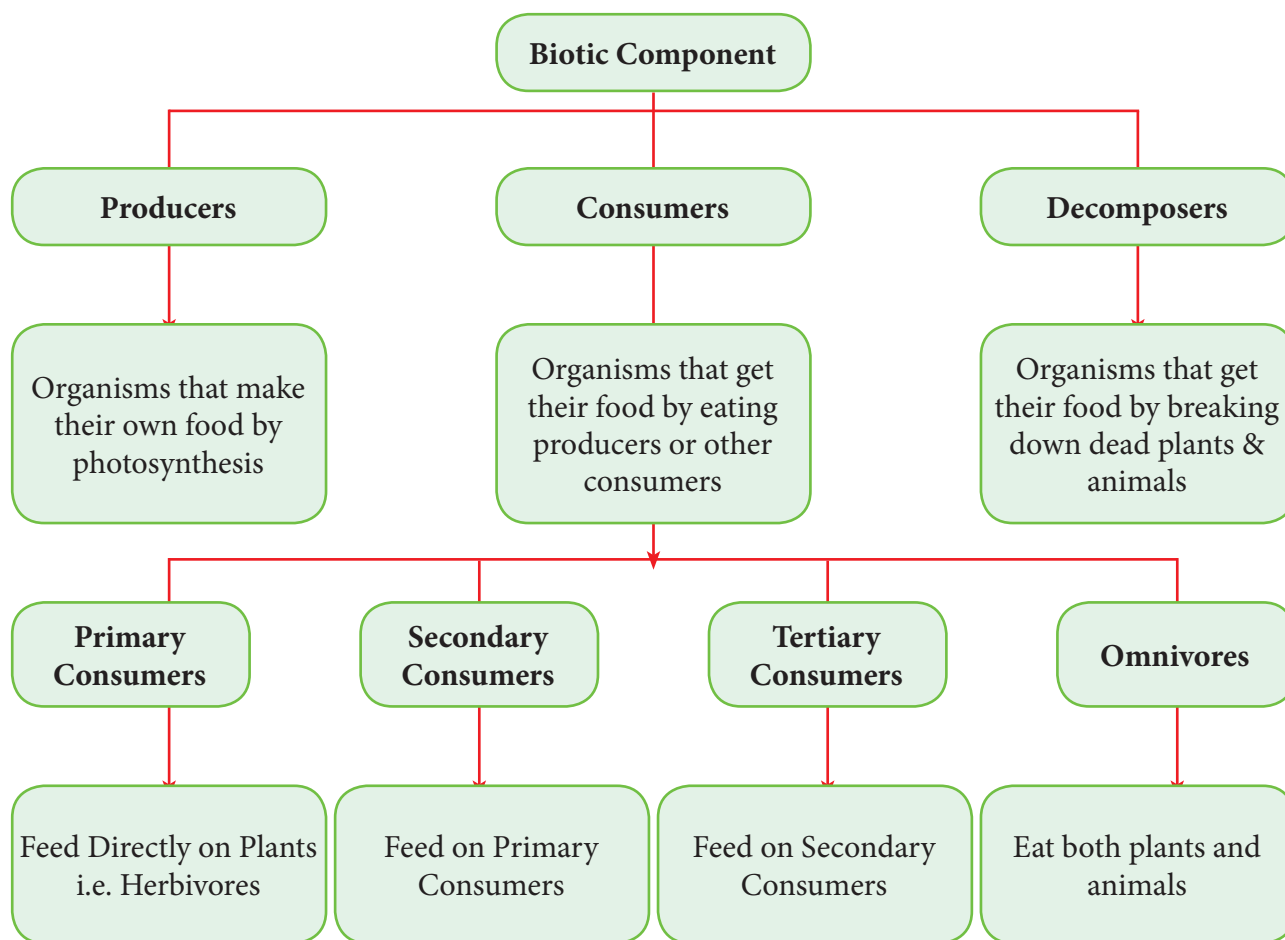 Biotic Component
Producers
Consumers
Decomposers
Organisms that make
their own food by
photosynthesis
Organisms that get
their food by eating
producers or other
consumers
Organisms that get
their food by breaking
down dead plants &
animals
Primary
Consumers
Secondary
Consumers
Tertiary
Consumers
Omnivores
Feed Directly on Plants
i.e. Herbivores
Feed on Primary
Consumers
Feed on Secondary
Consumers
Eat both plants and
animals